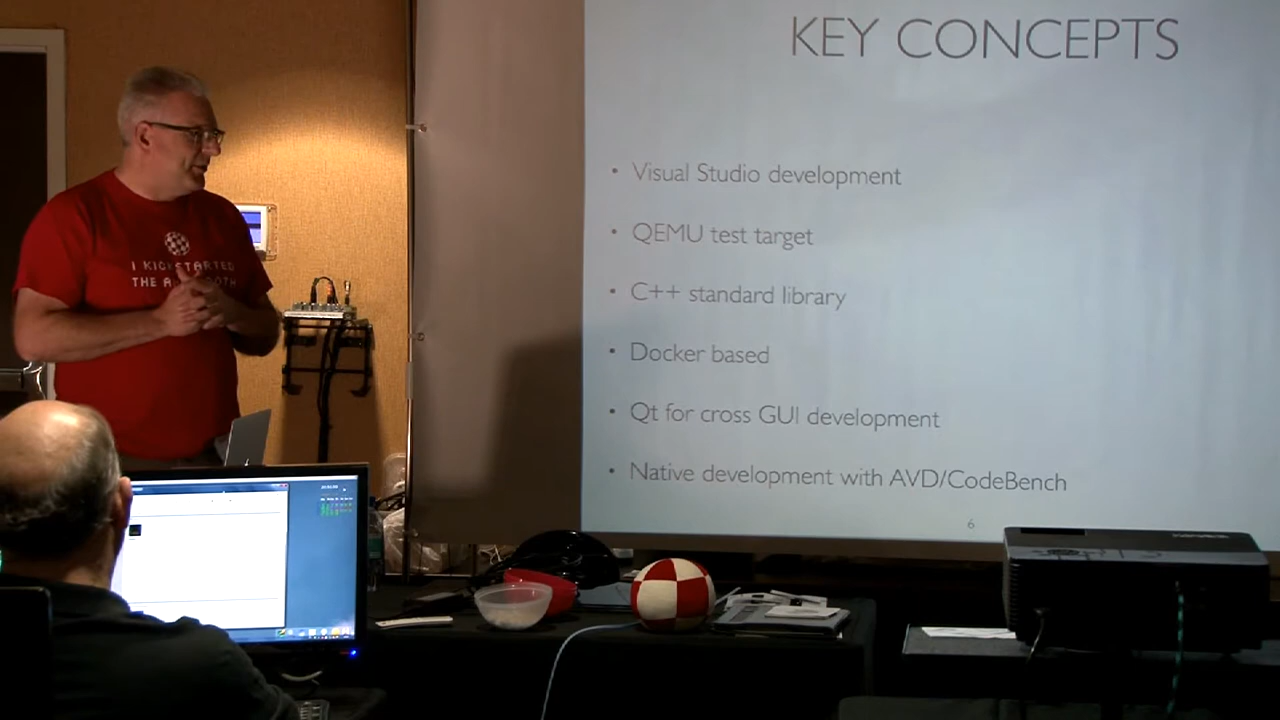 KEY CONCEPTS
• Visual Studio development
• QEMU test target
• C++ standard library
• Docker based
• Qt for cross GUI development
• Native development with AVD/CodeBench
6
I KICKSTARTED
THE